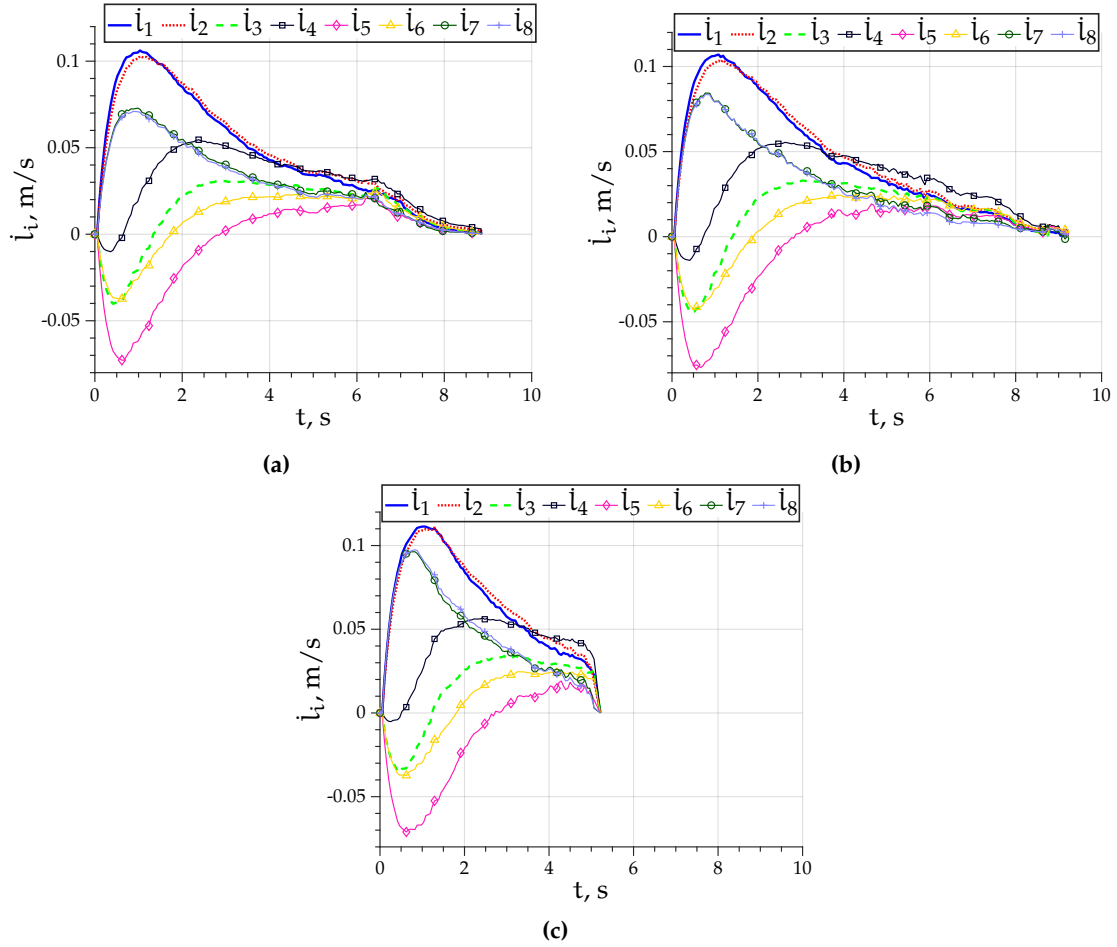 l̇₁ l̇₂ l̇₃ l̇₄ l̇₅ l̇₆ l̇₇ l̇₈
0.1
0.05
0
-0.05
l̇ᵢ, m/s
0 2 4 6 8 10
t, s
(a)
l̇₁ l̇₂ l̇₃ l̇₄ l̇₅ l̇₆ l̇₇ l̇₈
0.1
0.05
0
-0.05
l̇ᵢ, m/s
0 2 4 6 8 10
t, s
(b)
l̇₁ l̇₂ l̇₃ l̇₄ l̇₅ l̇₆ l̇₇ l̇₈
0.1
0.05
0
-0.05
l̇ᵢ, m/s
0 2 4 6 8 10
t, s
(c)